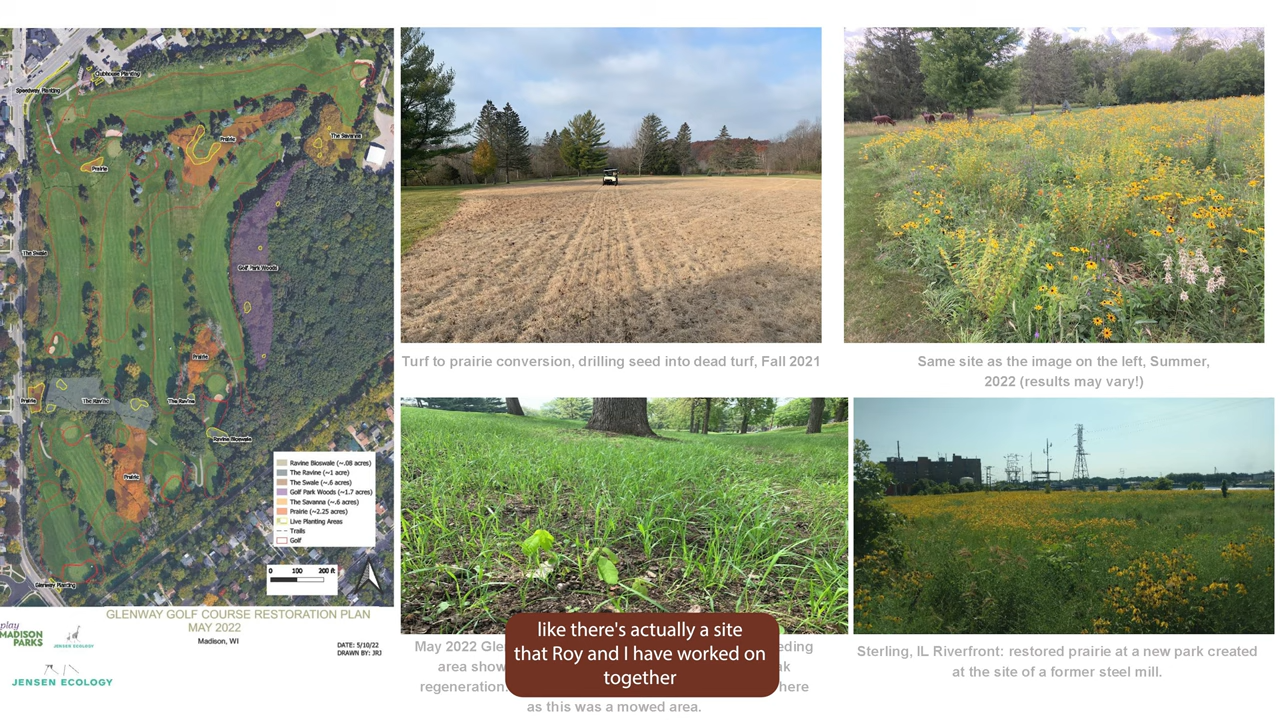 Clubhouse Planting
Speedway Planting
The Savanna
Prairie
Prairie
The Swale
Golf Park Woods
Prairie
Prairie
The Ravine
The Ravine
Ravine Bioswale
Prairie
Glenway Planting
Ravine Bioswale (~.08 acres)
The Ravine (~1 acre)
The Swale (~.6 acres)
Golf Park Woods (~1.7 acres)
The Savanna (~.6 acres)
Prairie (~2.25 acres)
Live Planting Areas
Trails
Golf
0 100 200 ft
GLENWAY GOLF COURSE RESTORATION PLAN
MAY 2022
Madison, WI
play
MADISON
PARKS
JENSEN ECOLOGY
DATE: 5/10/22
DRAWN BY: JRJ
JENSEN ECOLOGY
Turf to prairie conversion, drilling seed into dead turf, Fall 2021
Same site as the image on the left, Summer,
2022 (results may vary!)
May 2022 Gle
area show
regeneration.
here
as this was a mowed area.
like there's actually a site
that Roy and I have worked on
together
Sterling, IL Riverfront: restored prairie at a new park created
at the site of a former steel mill.